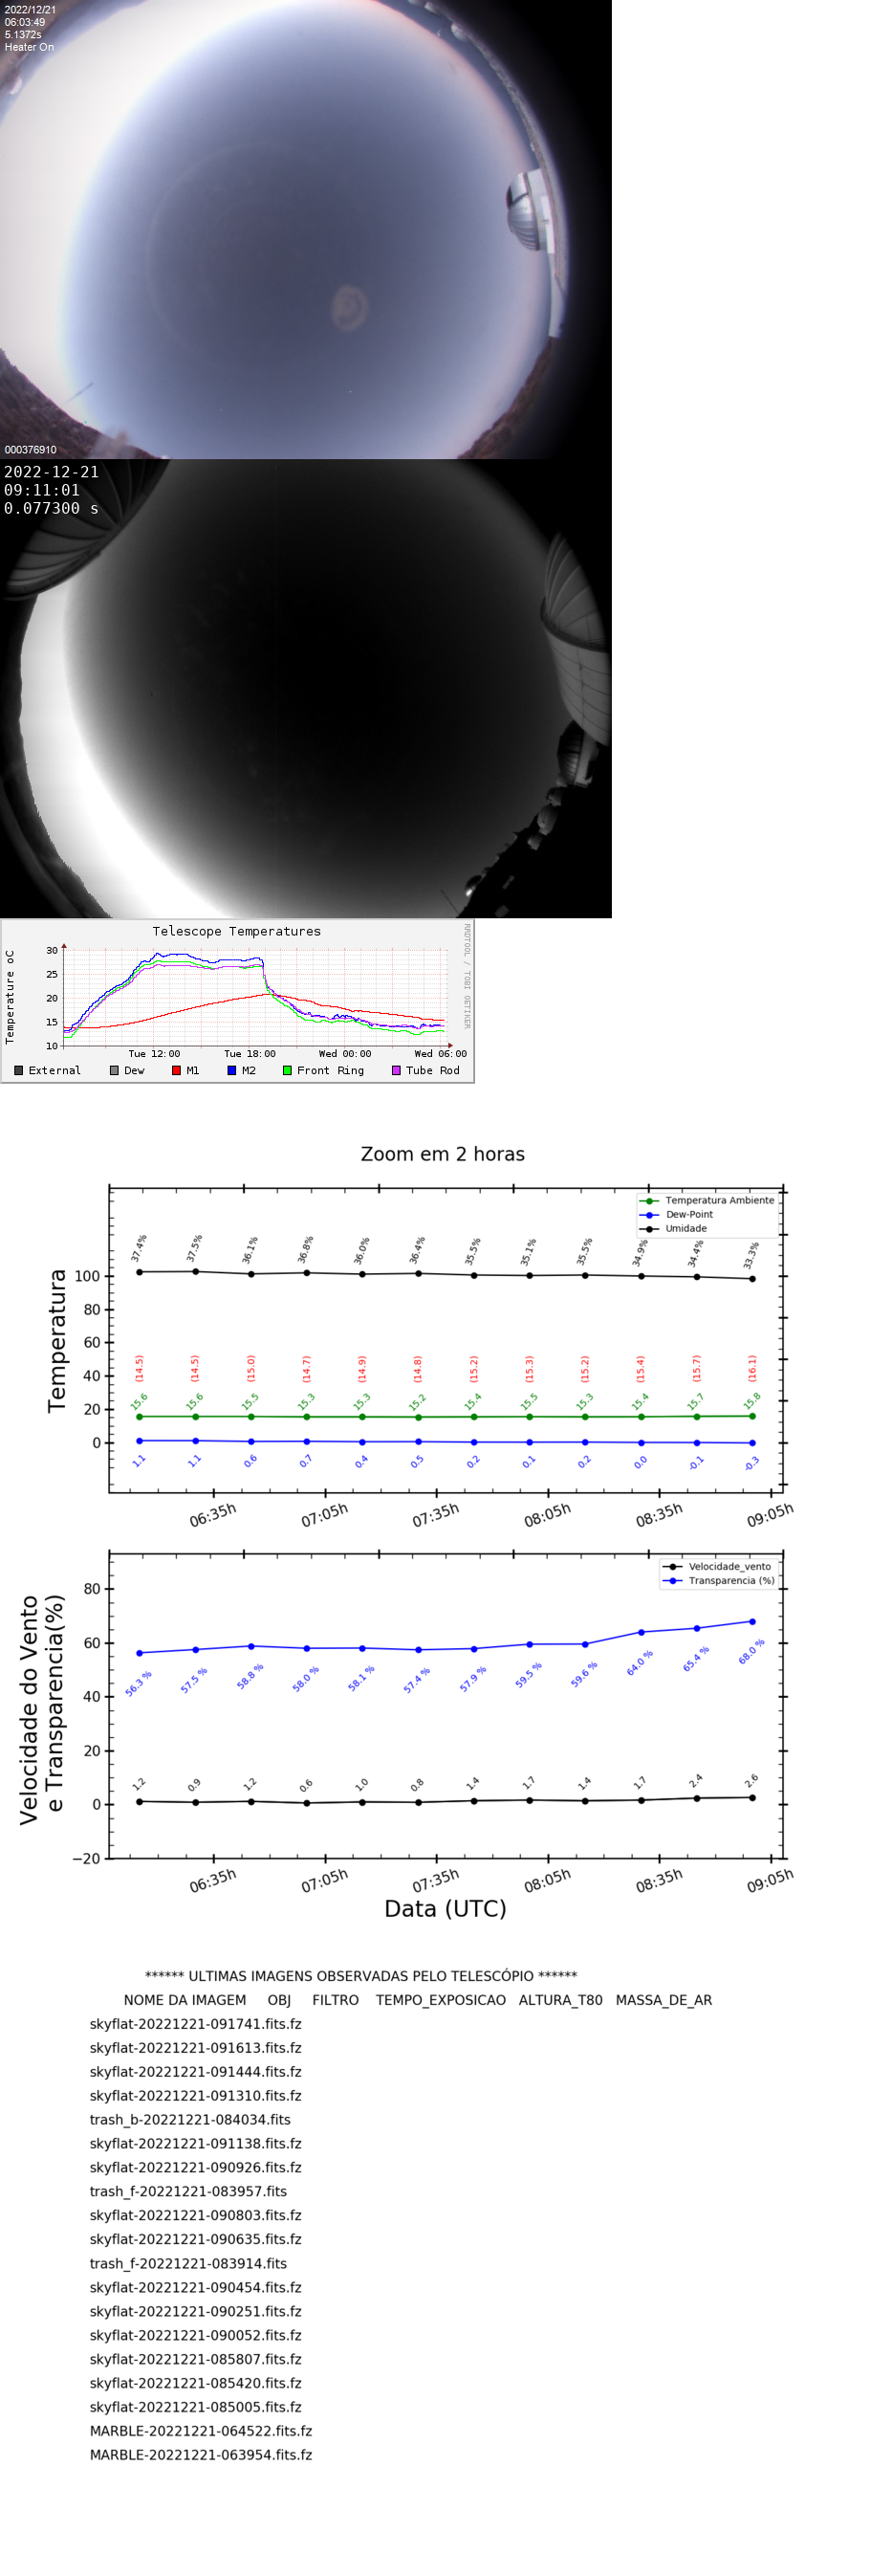 2022/12/21
06:03:49
5.1372s
Heater On
000376910
2022-12-21
09:11:01
0.077300 s
Telescope Temperatures
RRDTOOL / TOBI OETIKER
Temperature oC
30
25
20
15
10
Tue 12:00 Tue 18:00 Wed 00:00 Wed 06:00
External Dew M1 M2 Front Ring Tube Rod
Zoom em 2 horas
Temperatura Ambiente
Dew-Point
Umidade
Temperatura
37.4% 37.5% 36.1% 36.8% 36.0% 36.4% 35.5% 35.1% 35.5% 34.9% 34.4% 33.3%
100
80
60
40
20
0
(14.5) (14.5) (15.0) (14.7) (14.9) (14.8) (15.2) (15.3) (15.2) (15.4) (15.7) (16.1)
15.6 15.6 15.5 15.3 15.3 15.2 15.4 15.5 15.3 15.4 15.7 15.8
1.1 1.1 0.6 0.7 0.4 0.5 0.2 0.1 0.2 0.0 -0.1 -0.3
06:35h 07:05h 07:35h 08:05h 08:35h 09:05h
Velocidade_vento
Transparencia (%)
Velocidade do Vento
e Transparencia(%)
80
60
40
20
0
−20
56.3 % 57.5 % 58.8 % 58.0 % 58.1 % 57.4 % 57.9 % 59.5 % 59.6 % 64.0 % 65.4 % 68.0 %
1.2 0.9 1.2 0.6 1.0 0.8 1.4 1.7 1.4 1.7 2.4 2.6
06:35h 07:05h 07:35h 08:05h 08:35h 09:05h
Data (UTC)
****** ULTIMAS IMAGENS OBSERVADAS PELO TELESCÓPIO ******
NOME DA IMAGEM OBJ FILTRO TEMPO_EXPOSICAO ALTURA_T80 MASSA_DE_AR
skyflat-20221221-091741.fits.fz
skyflat-20221221-091613.fits.fz
skyflat-20221221-091444.fits.fz
skyflat-20221221-091310.fits.fz
trash_b-20221221-084034.fits
skyflat-20221221-091138.fits.fz
skyflat-20221221-090926.fits.fz
trash_f-20221221-083957.fits
skyflat-20221221-090803.fits.fz
skyflat-20221221-090635.fits.fz
trash_f-20221221-083914.fits
skyflat-20221221-090454.fits.fz
skyflat-20221221-090251.fits.fz
skyflat-20221221-090052.fits.fz
skyflat-20221221-085807.fits.fz
skyflat-20221221-085420.fits.fz
skyflat-20221221-085005.fits.fz
MARBLE-20221221-064522.fits.fz
MARBLE-20221221-063954.fits.fz